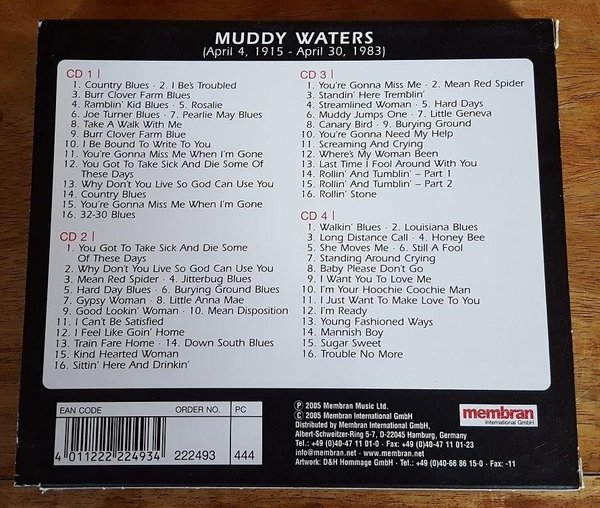 MUDDY WATERS
(April 4, 1915 - April 30, 1983)
CD 1 |
1. Country Blues · 2. I Be's Troubled
3. Burr Clover Farm Blues
4. Ramblin' Kid Blues · 5. Rosalie
6. Joe Turner Blues · 7. Pearlie May Blues
8. Take A Walk With Me
9. Burr Clover Farm Blue
10. I Be Bound To Write To You
11. You're Gonna Miss Me When I'm Gone
12. You Got To Take Sick And Die Some Of
These Days
13. Why Don't You Live So God Can Use You
14. Country Blues
15. You're Gonna Miss Me When I'm Gone
16. 32-30 Blues
CD 2 |
1. You Got To Take Sick And Die Some
Of These Days
2. Why Don't You Live So God Can Use You
3. Mean Red Spider · 4. Jitterbug Blues
5. Hard Day Blues · 6. Burying Ground Blues
7. Gypsy Woman · 8. Little Anna Mae
9. Good Lookin' Woman · 10. Mean Disposition
11. I Can't Be Satisfied
12. I Feel Like Goin' Home
13. Train Fare Home · 14. Down South Blues
15. Kind Hearted Woman
16. Sittin' Here And Drinkin'
CD 3 |
1. You're Gonna Miss Me · 2. Mean Red Spider
3. Standin' Here Tremblin'
4. Streamlined Woman · 5. Hard Days
6. Muddy Jumps One · 7. Little Geneva
8. Canary Bird · 9. Burying Ground
10. You're Gonna Need My Help
11. Screaming And Crying
12. Where's My Woman Been
13. Last Time I Fool Around With You
14. Rollin' And Tumblin' – Part 1
15. Rollin' And Tumblin' – Part 2
16. Rollin' Stone
CD 4 |
1. Walkin' Blues · 2. Louisiana Blues
3. Long Distance Call · 4. Honey Bee
5. She Moves Me · 6. Still A Fool
7. Standing Around Crying
8. Baby Please Don't Go
9. I Want You To Love Me
10. I'm Your Hoochie Coochie Man
11. I Just Want To Make Love To You
12. I'm Ready
13. Young Fashioned Ways
14. Mannish Boy
15. Sugar Sweet
16. Trouble No More
EAN CODE ORDER NO. PC
4 011222 224934 222493 444
Ⓟ 2005 Membran Music Ltd.
© 2005 Membran International GmbH
Distributed by Membran International GmbH,
Albert-Schweitzer-Ring 5-7, D-22045 Hamburg, Germany
Tel.: +49 (0)40-47 11 01-0 · Fax: +49 (0)40-47 11 01-23
info@membran.net · www.membran.net
Artwork: D&H Hommage GmbH · Tel.: +49 (0)40-66 86 15-0 · Fax: -11
membran
International GmbH